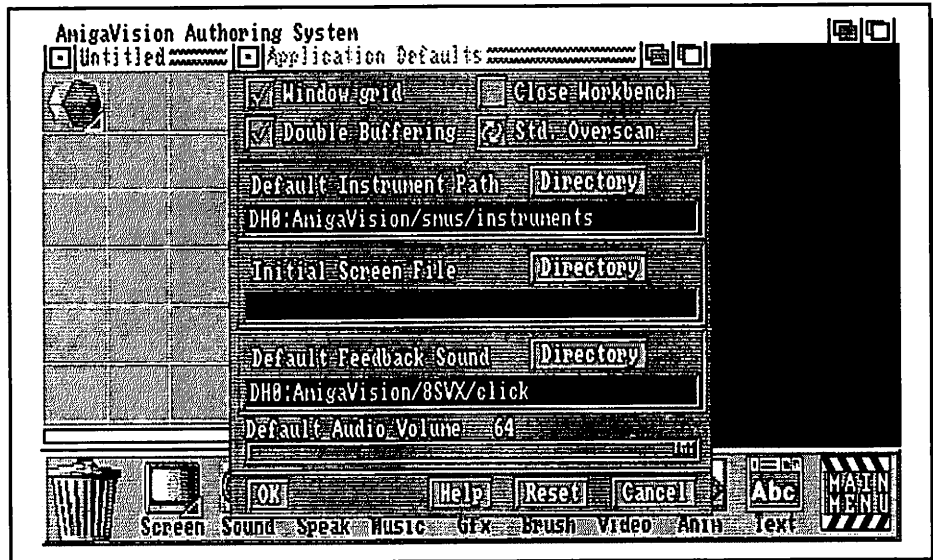 AmigaVision Authoring System
Untitled
Application Defaults
Window grid
Close Workbench
Double Buffering
Std. Overscan
Default Instrument Path
Directory
DH0:AmigaVision/smus/instruments
Initial Screen File
Directory
Default Feedback Sound
Directory
DH0:AmigaVision/8SVX/click
Default Audio Volume 64
OK
Help
Reset
Cancel
Abc
MAIN
MENU
Screen Sound Speak Music Gfx Brush Video Anim Text